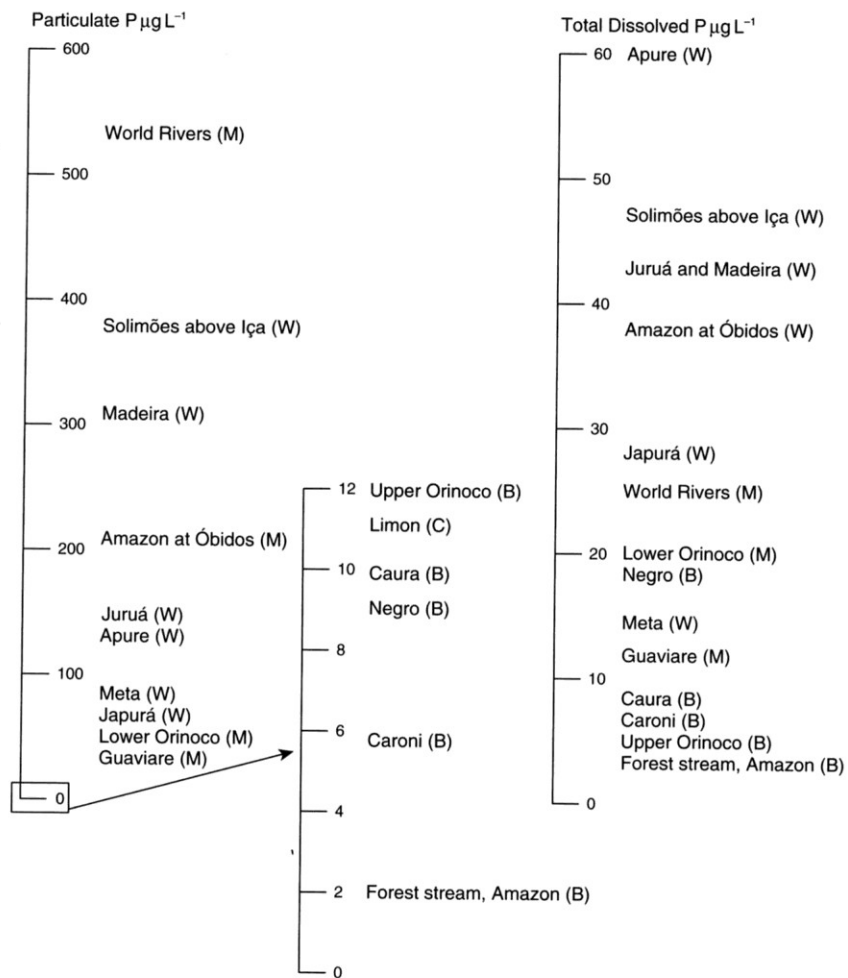 Particulate P µg L⁻¹
600
World Rivers (M)
500
400
Solimões above Iça (W)
300
Madeira (W)
200
Amazon at Óbidos (M)
Juruá (W)
Apure (W)
100
Meta (W)
Japurá (W)
Lower Orinoco (M)
Guaviare (M)
0
12
Upper Orinoco (B)
Limon (C)
10
Caura (B)
Negro (B)
8
6
Caroni (B)
4
2
Forest stream, Amazon (B)
0
Total Dissolved P µg L⁻¹
60
Apure (W)
50
Solimões above Iça (W)
Juruá and Madeira (W)
40
Amazon at Óbidos (W)
30
Japurá (W)
World Rivers (M)
20
Lower Orinoco (M)
Negro (B)
Meta (W)
Guaviare (M)
10
Caura (B)
Caroni (B)
Upper Orinoco (B)
Forest stream, Amazon (B)
0